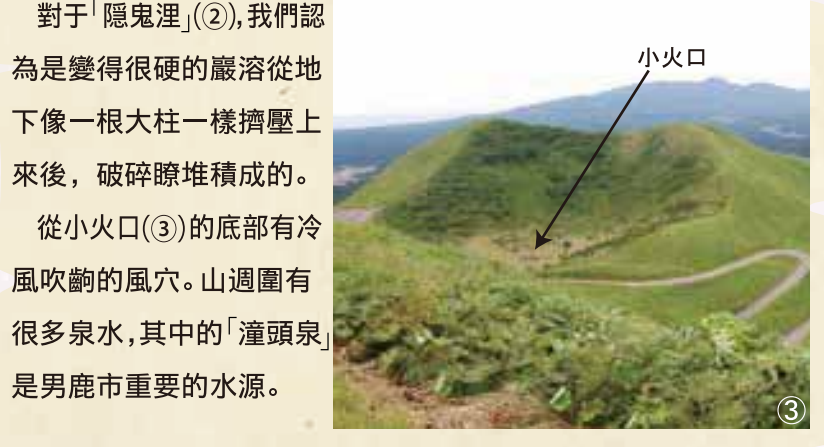 對于「隠鬼浬」(②),我們認
為是變得很硬的巖溶從地
下像一根大柱一樣擠壓上
來後，破碎瞭堆積成的。
從小火口(③)的底部有冷
風吹齣的風穴。山週圍有
很多泉水,其中的「潼頭泉」
是男鹿市重要的水源。
小火口
③